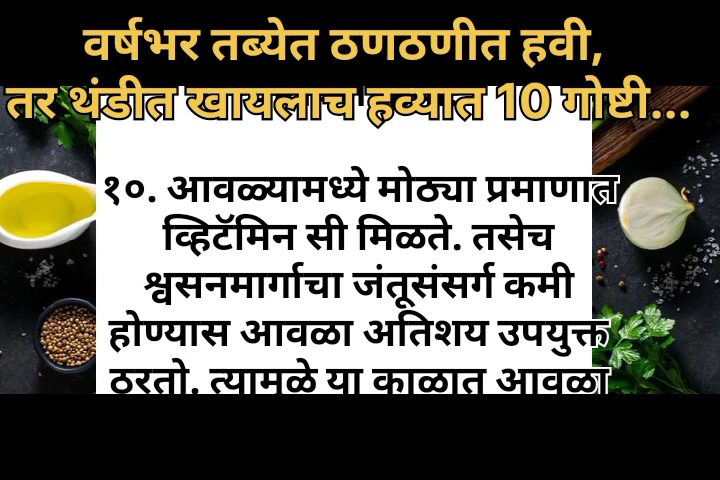 वर्षभर तब्येत ठणठणीत हवी,
तर थंडीत खायलाच हव्यात 10 गोष्टी...
१०. आवळ्यामध्ये मोठ्या प्रमाणात
व्हिटॅमिन सी मिळते. तसेच
श्वसनमार्गाचा जंतूसंसर्ग कमी
होण्यास आवळा अतिशय उपयुक्त
ठरतो. त्यामुळे या काळात आवळा